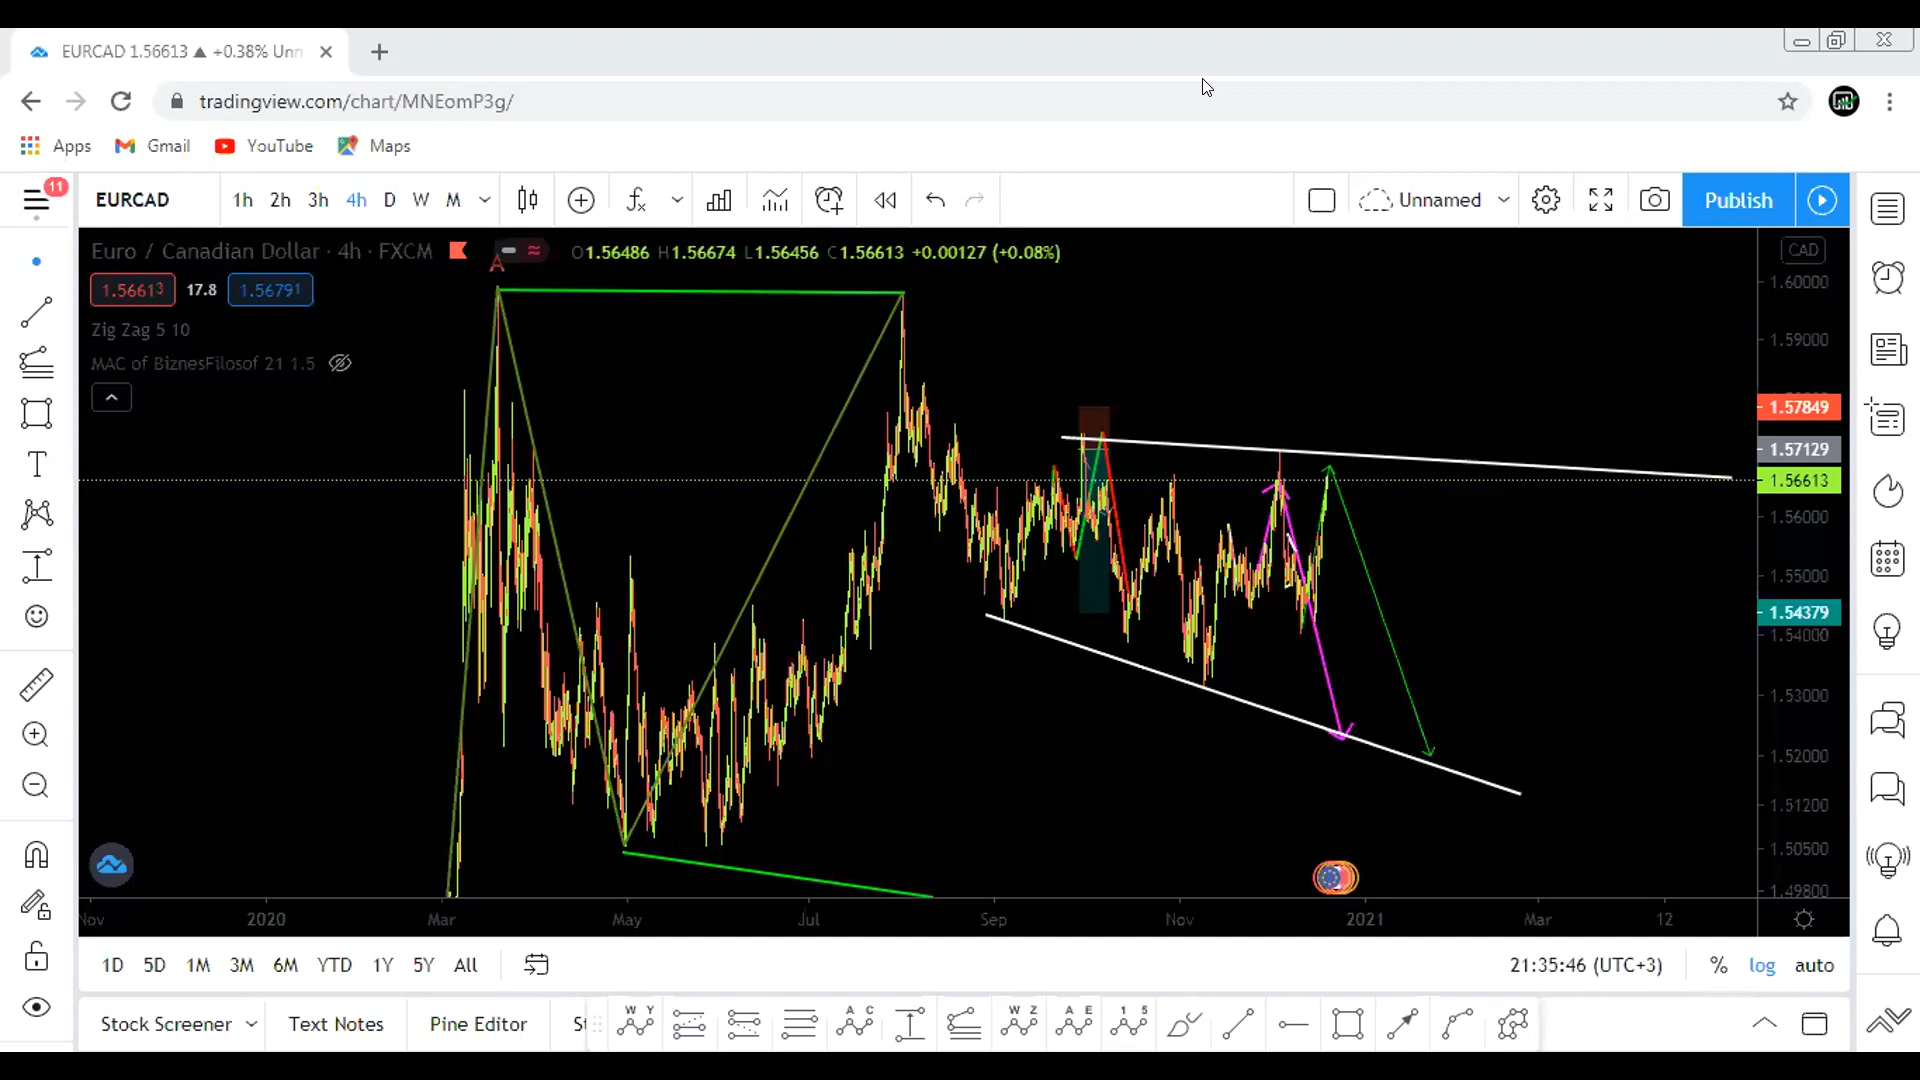 EURCAD 1.56613 ▲ +0.38% Unn
tradingview.com/chart/MNEomP3g/
Apps Gmail YouTube Maps
11
EURCAD 1h 2h 3h 4h D W M Unnamed Publish
Euro / Canadian Dollar · 4h · FXCM O1.56486 H1.56674 L1.56456 C1.56613 +0.00127 (+0.08%)
CAD
A
1.56613 17.8 1.56791
Zig Zag 5 10
MAC of BiznesFilosof 21 1.5
1.60000
1.59000
1.57849
1.57129
1.56613
1.56000
1.55000
1.54379
1.54000
1.53000
1.52000
1.51200
1.50500
1.49800
Nov 2020 Mar May Jul Sep Nov 2021 Mar 12
1D 5D 1M 3M 6M YTD 1Y 5Y All 21:35:46 (UTC+3) % log auto
Stock Screener Text Notes Pine Editor St
W Y A C W Z A E 1 5